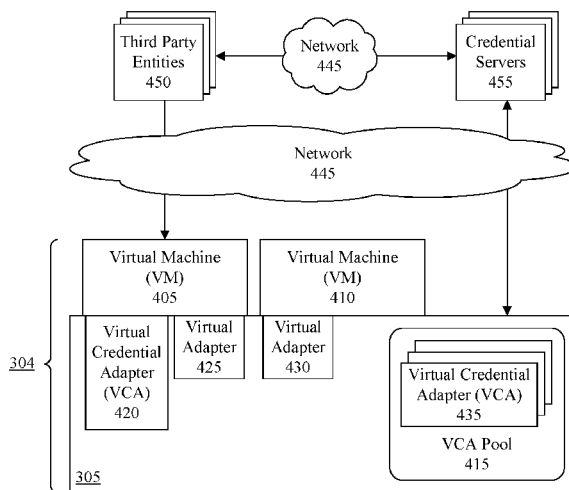 Third Party
Entities
450
Network
445
Credential
Servers
455
Network
445
Virtual Machine
(VM)
405
Virtual Machine
(VM)
410
304
Virtual
Credential
Adapter
(VCA)
420
Virtual
Adapter
425
Virtual
Adapter
430
Virtual Credential
Adapter (VCA)
435
VCA Pool
415
305